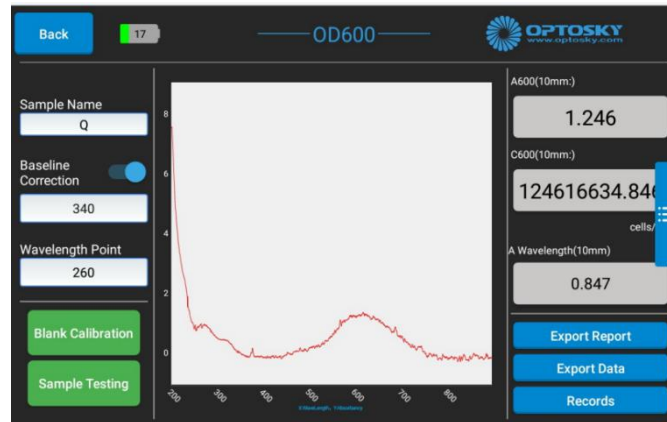 Back
17
OD600
OPTOSKY
www.optosky.com
Sample Name
Q
Baseline
Correction
340
Wavelength Point
260
Blank Calibration
Sample Testing
8
6
4
2
0
200 300 400 500 600 700 800
A600(10mm:)
1.246
C600(10mm:)
124616634.846
cells/
A Wavelength(10mm)
0.847
Export Report
Export Data
Records